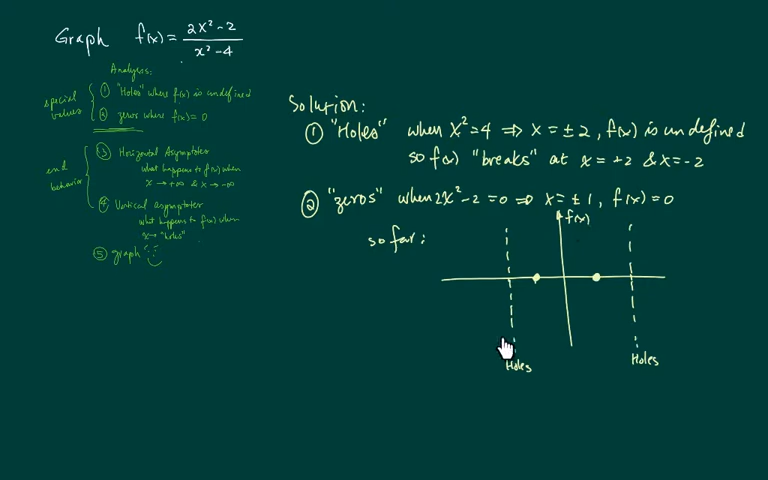 Graph f(x) = 2x² - 2 / x² - 4
Analysis:
special values
① "Holes" where f(x) is undefined
② zeros where f(x) = 0
end behavior
③ Horizontal Asymptotes
what happens to f(x) when
x → +∞ & x → -∞
④ Vertical asymptotes
what happens to f(x) when
x → "holes"
⑤ graph
Solution:
① "Holes" when x² = 4 ⇒ x = ± 2, f(x) is undefined
so f(x) "breaks" at x = +2 & x = -2
② "zeros" when 2x² - 2 = 0 ⇒ x = ± 1, f(x) = 0
so far:
f(x)
Holes
Holes